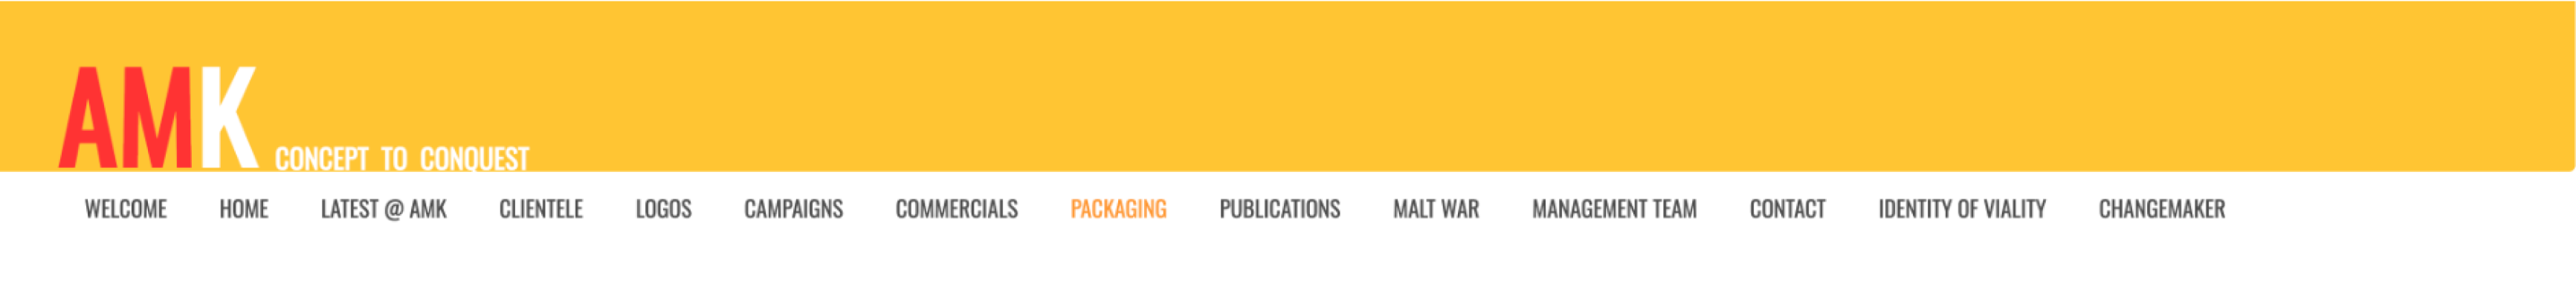 AMK CONCEPT TO CONQUEST
WELCOME HOME LATEST @ AMK CLIENTELE LOGOS CAMPAIGNS COMMERCIALS PACKAGING PUBLICATIONS MALT WAR MANAGEMENT TEAM CONTACT IDENTITY OF VIALITY CHANGEMAKER